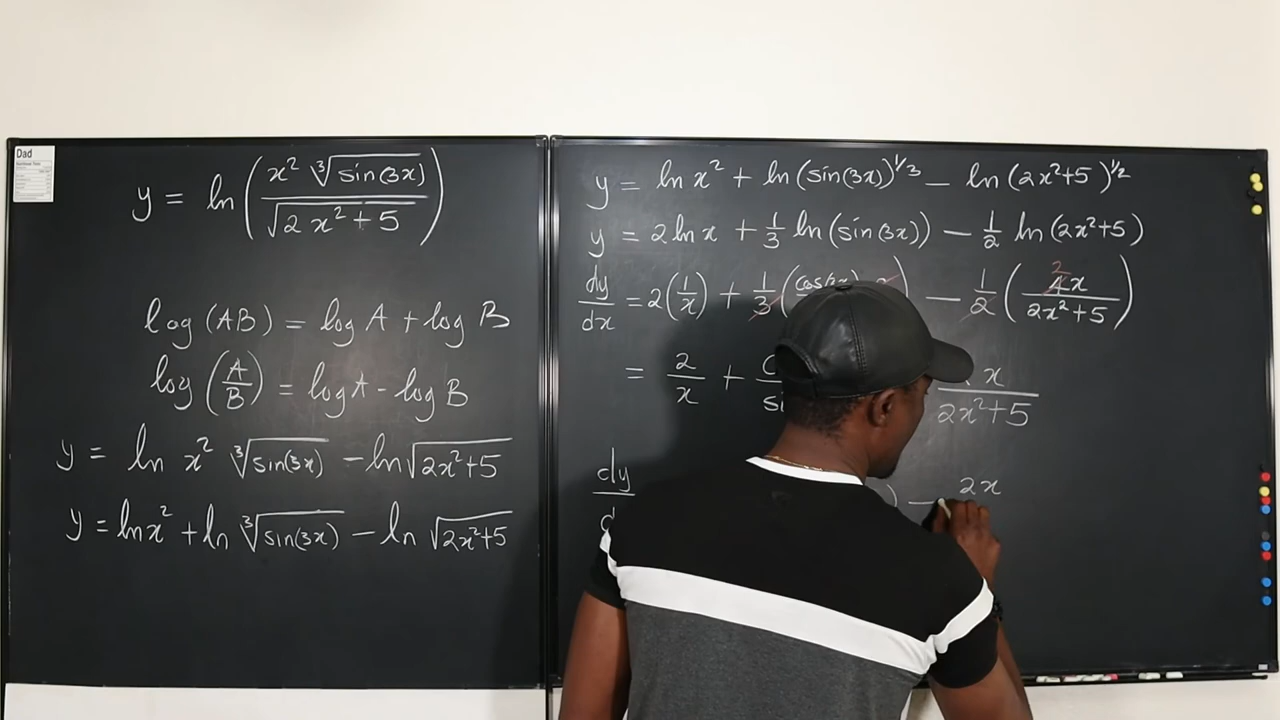 Dad
y = ln(x² ∛sin(3x) / √(2x²+5))
log(AB) = log A + log B
log(A/B) = log A - log B
y = ln x² ∛sin(3x) - ln√(2x²+5)
y = ln x² + ln ∛sin(3x) - ln √(2x²+5)
y = ln x² + ln(sin(3x))^1/3 - ln(2x²+5)^1/2
y = 2 ln x + 1/3 ln(sin(3x)) - 1/2 ln(2x²+5)
dy/dx = 2(1/x) + 1/3( ) - 1/2(2 4x / 2x²+5)
= 2/x + x / 2x²+5
dy ) - 2x